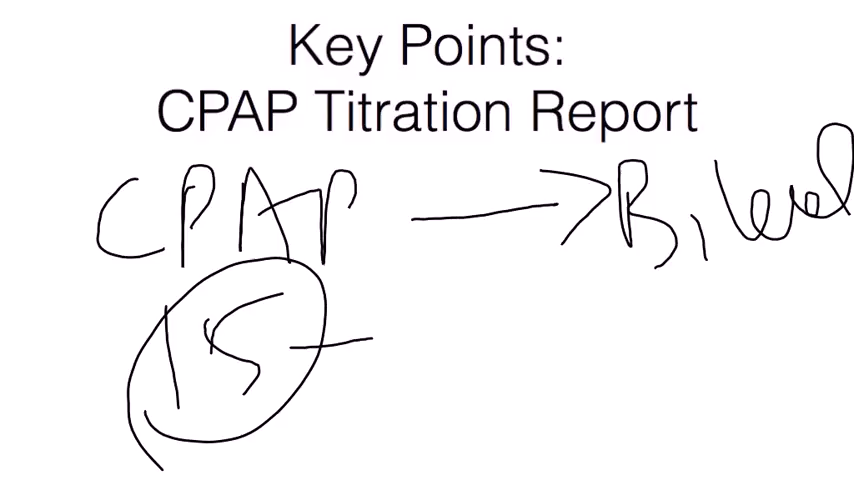 Key Points:
CPAP Titration Report
CPAP → Bilevel
15 -